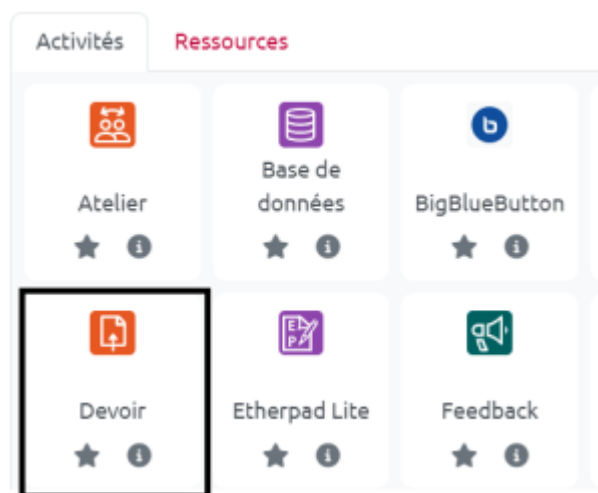 Activités Ressources
Base de
Atelier données BigBlueButton
Devoir Etherpad Lite Feedback